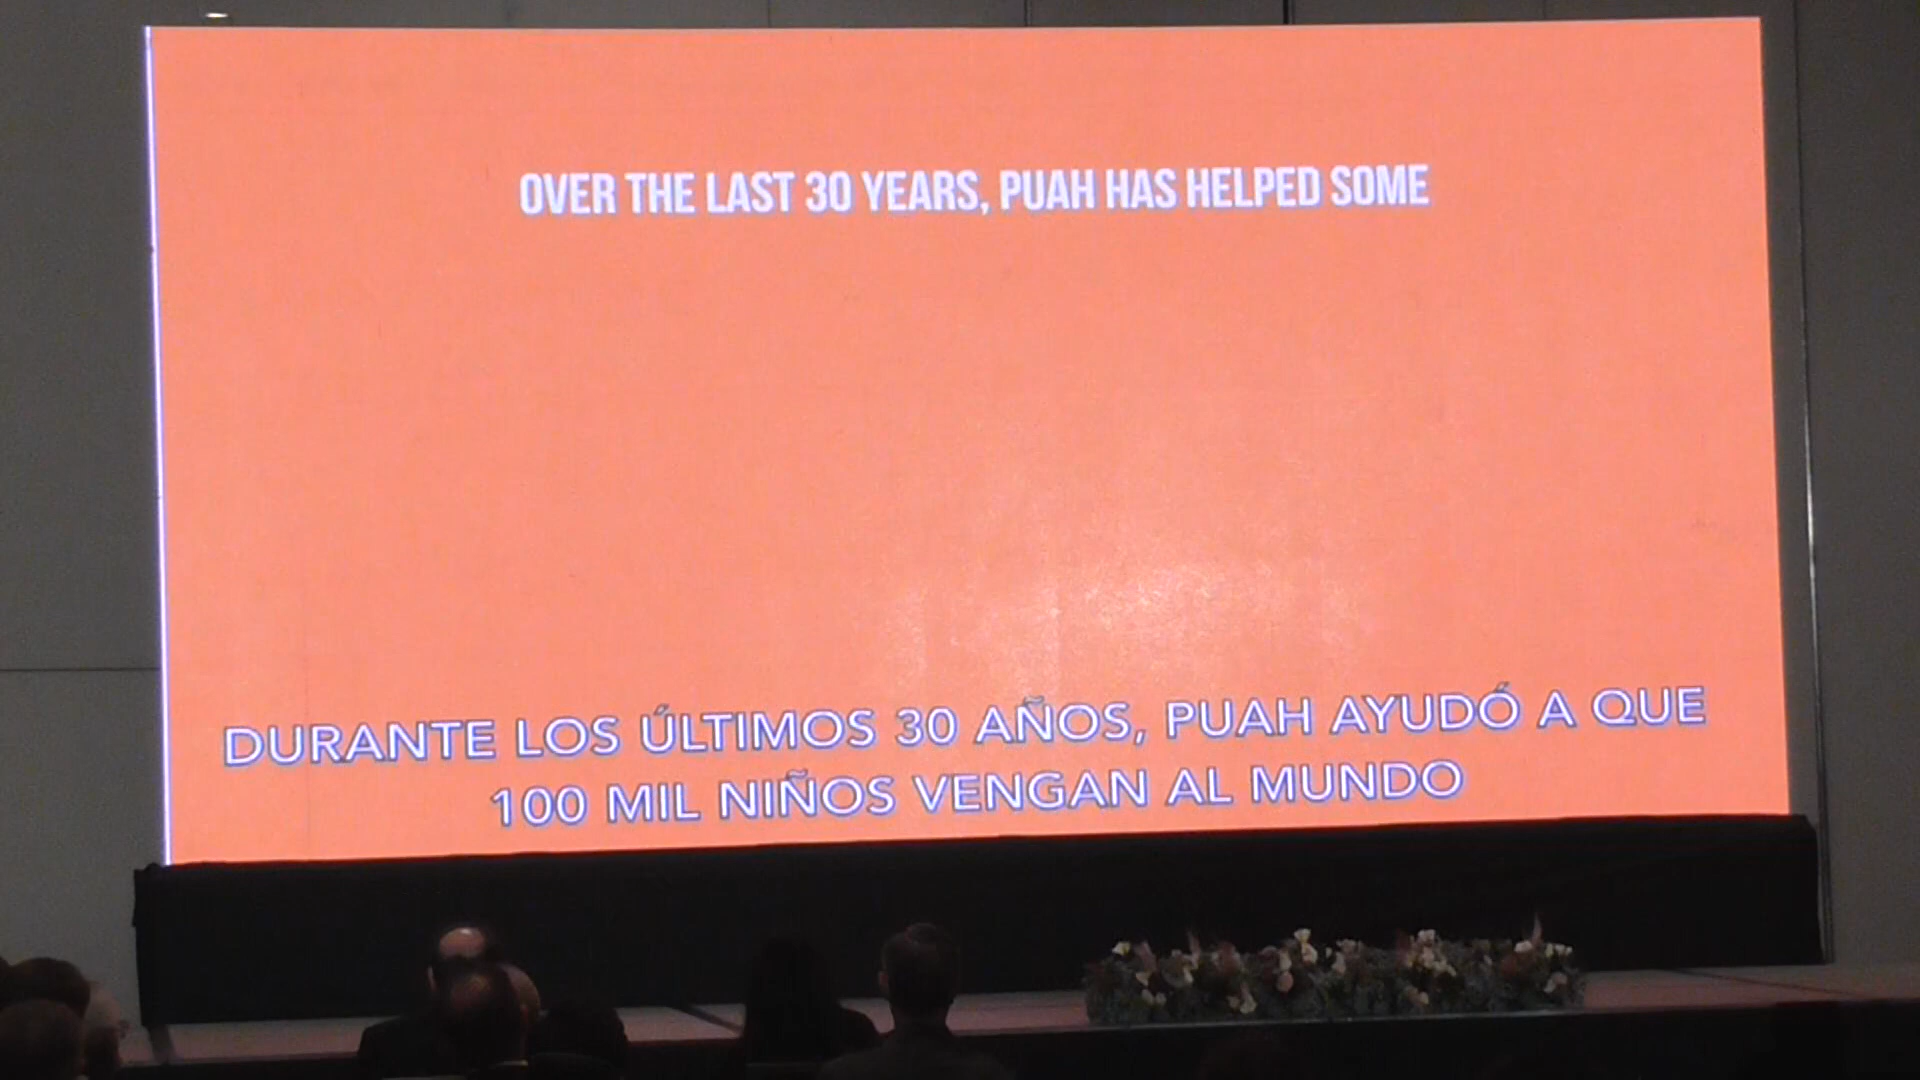 OVER THE LAST 30 YEARS, PUAH HAS HELPED SOME
DURANTE LOS ÚLTIMOS 30 AÑOS, PUAH AYUDÓ A QUE
100 MIL NIÑOS VENGAN AL MUNDO